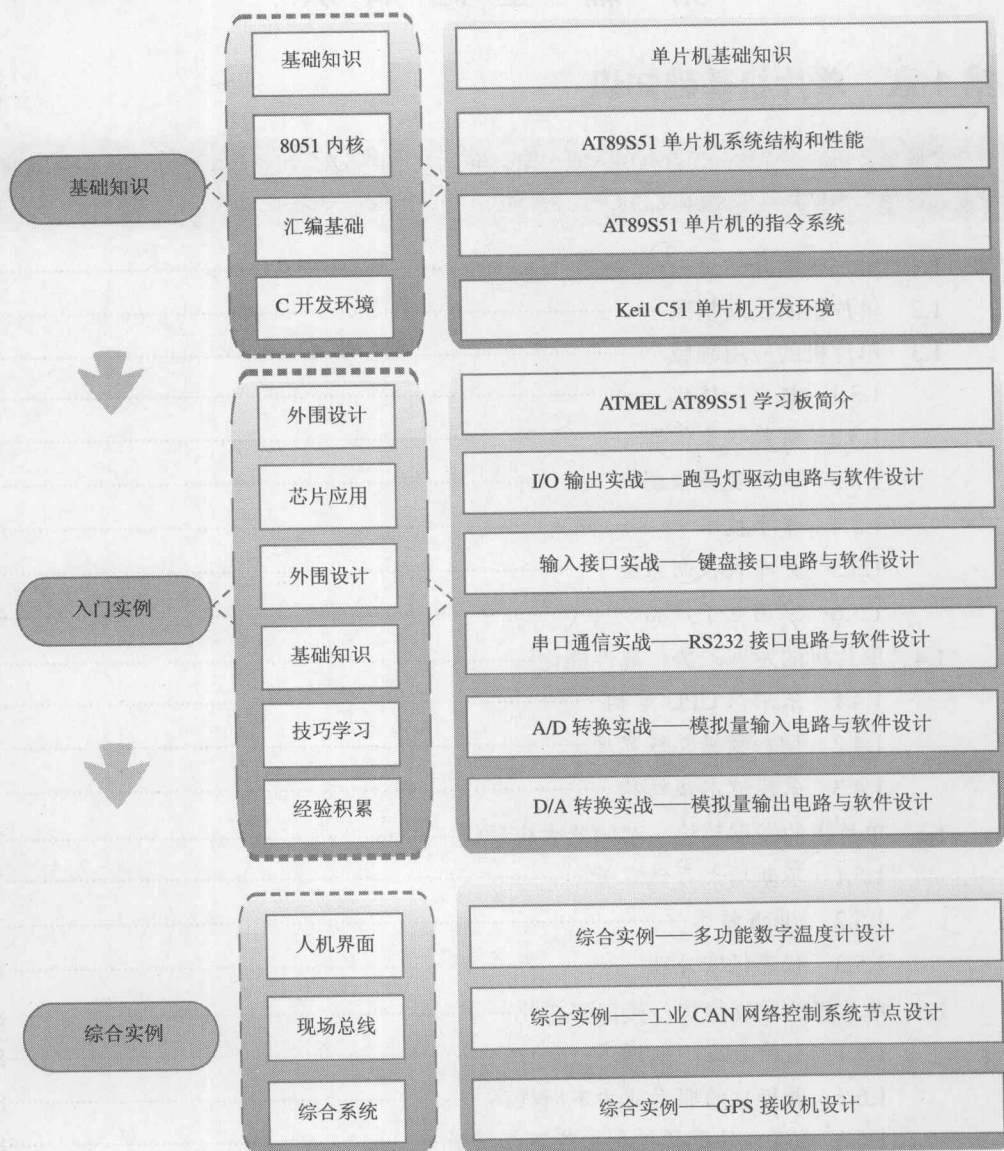 基础知识
基础知识
8051 内核
汇编基础
C 开发环境
单片机基础知识
AT89S51 单片机系统结构和性能
AT89S51 单片机的指令系统
Keil C51 单片机开发环境
入门实例
外围设计
芯片应用
外围设计
基础知识
技巧学习
经验积累
ATMEL AT89S51 学习板简介
I/O 输出实战——跑马灯驱动电路与软件设计
输入接口实战——键盘接口电路与软件设计
串口通信实战——RS232 接口电路与软件设计
A/D 转换实战——模拟量输入电路与软件设计
D/A 转换实战——模拟量输出电路与软件设计
综合实例
人机界面
现场总线
综合系统
综合实例——多功能数字温度计设计
综合实例——工业 CAN 网络控制系统节点设计
综合实例——GPS 接收机设计